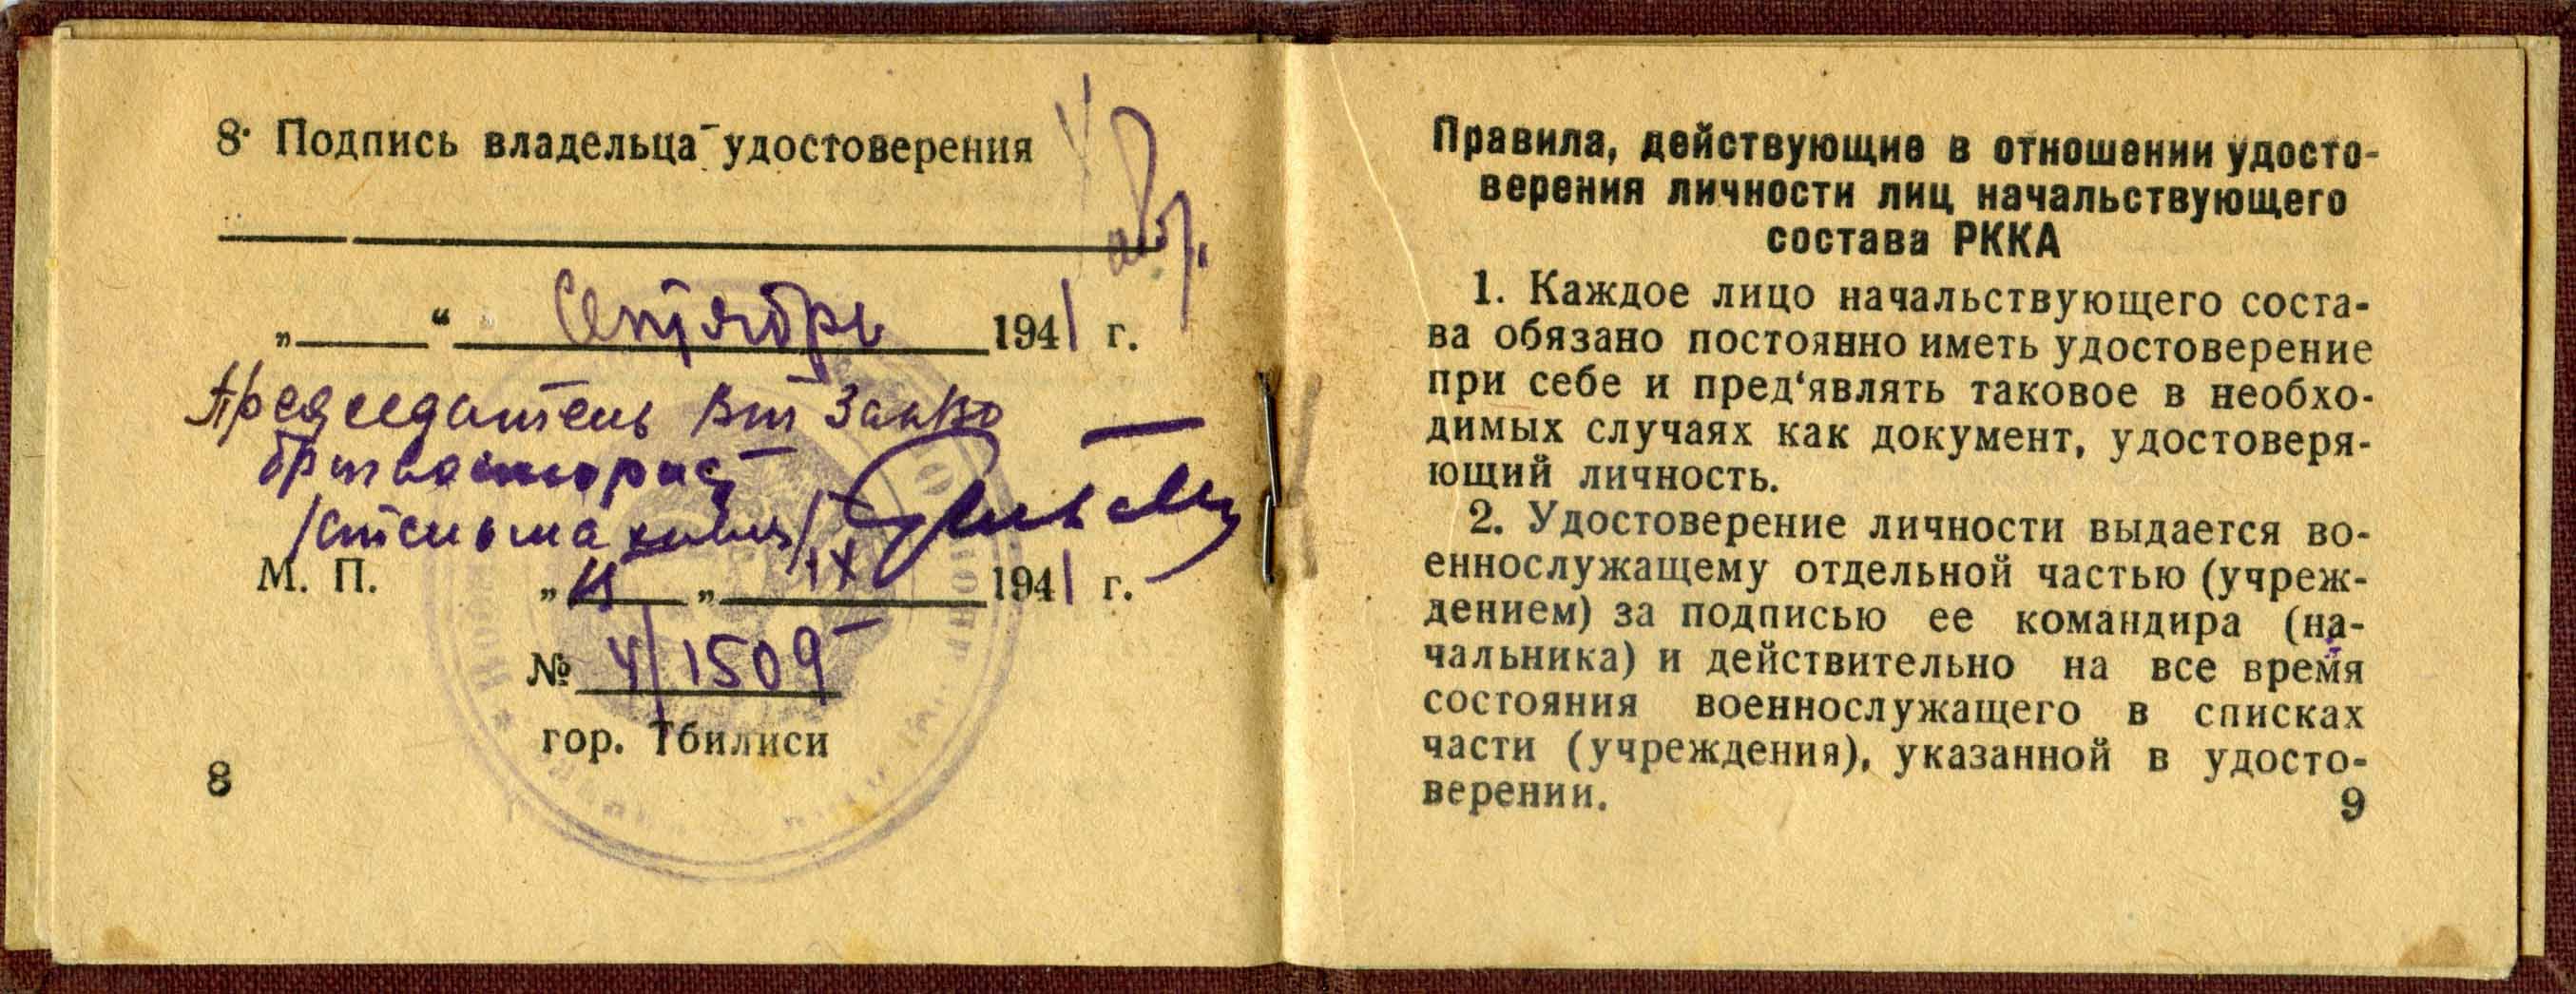 8. Подпись владельца удостоверения
„ “ Сентябрь 1941 г.
Председатель ВТ ЗакВО
бригвоенюрист
/Стельмахович/
М. П. „11 „ IX 1941 г.
№ 4/1509
гор. Тбилиси
8
Правила, действующие в отношении удосто-
верения личности лиц начальствующего
состава РККА
1. Каждое лицо начальствующего соста-
ва обязано постоянно иметь удостоверение
при себе и пред‘являть таковое в необхо-
димых случаях как документ, удостоверя-
ющий личность.
2. Удостоверение личности выдается во-
еннослужащему отдельной частью (учреж-
дением) за подписью ее командира (на-
чальника) и действительно на все время
состояния военнослужащего в списках
части (учреждения), указанной в удосто-
верении.
9